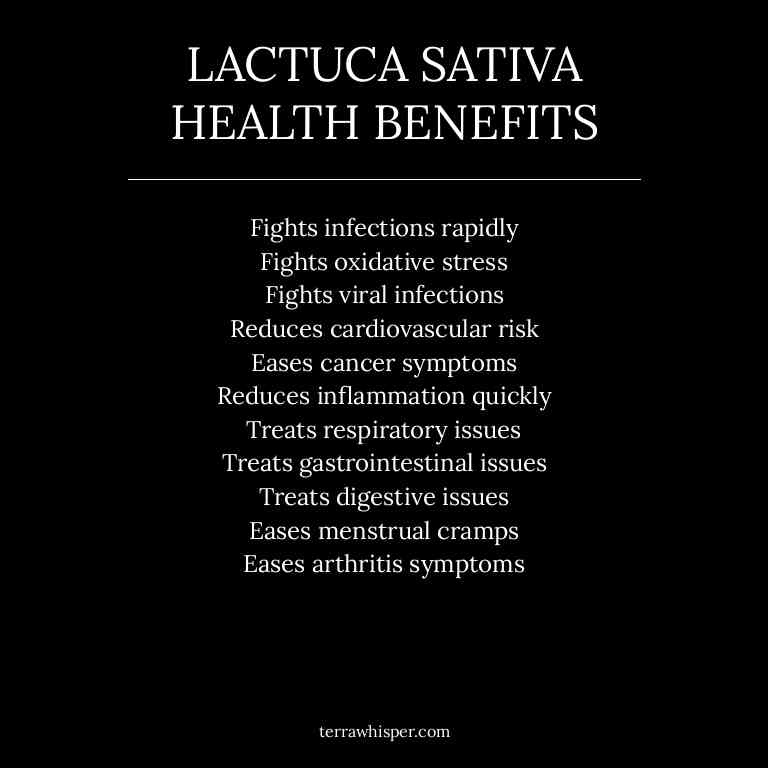 LACTUCA SATIVA
HEALTH BENEFITS
Fights infections rapidly
Fights oxidative stress
Fights viral infections
Reduces cardiovascular risk
Eases cancer symptoms
Reduces inflammation quickly
Treats respiratory issues
Treats gastrointestinal issues
Treats digestive issues
Eases menstrual cramps
Eases arthritis symptoms
terrawhisper.com